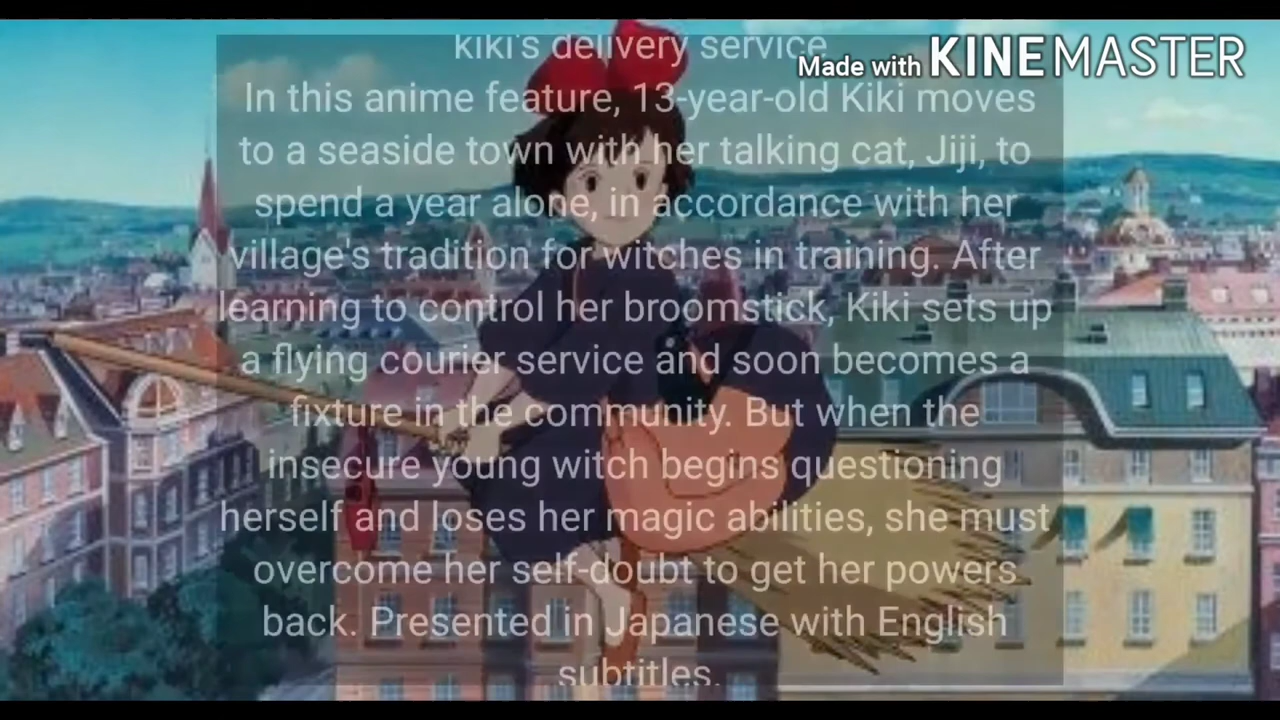 kiki's delivery service
Made with KINEMASTER
In this anime feature, 13-year-old Kiki moves
to a seaside town with her talking cat, Jiji, to
spend a year alone, in accordance with her
village's tradition for witches in training. After
learning to control her broomstick, Kiki sets up
a flying courier service and soon becomes a
fixture in the community. But when the
insecure young witch begins questioning
herself and loses her magic abilities, she must
overcome her self-doubt to get her powers
back. Presented in Japanese with English
subtitles.